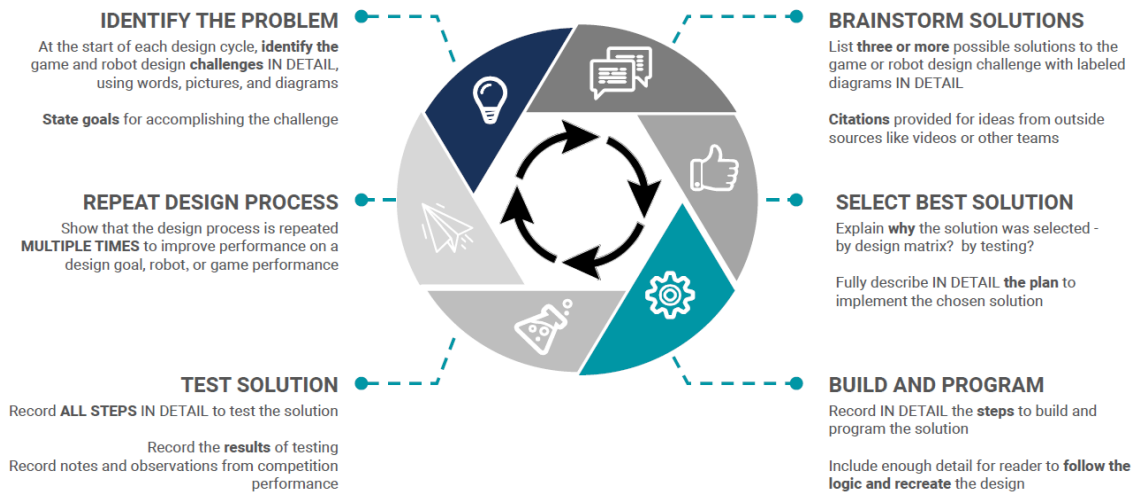 IDENTIFY THE PROBLEM
At the start of each design cycle, identify the
game and robot design challenges IN DETAIL,
using words, pictures, and diagrams
State goals for accomplishing the challenge
BRAINSTORM SOLUTIONS
List three or more possible solutions to the
game or robot design challenge with labeled
diagrams IN DETAIL
Citations provided for ideas from outside
sources like videos or other teams
REPEAT DESIGN PROCESS
Show that the design process is repeated
MULTIPLE TIMES to improve performance on a
design goal, robot, or game performance
SELECT BEST SOLUTION
Explain why the solution was selected -
by design matrix?  by testing?
Fully describe IN DETAIL the plan to
implement the chosen solution
TEST SOLUTION
Record ALL STEPS IN DETAIL to test the solution
Record the results of testing
Record notes and observations from competition
performance
BUILD AND PROGRAM
Record IN DETAIL the steps to build and
program the solution
Include enough detail for reader to follow the
logic and recreate the design